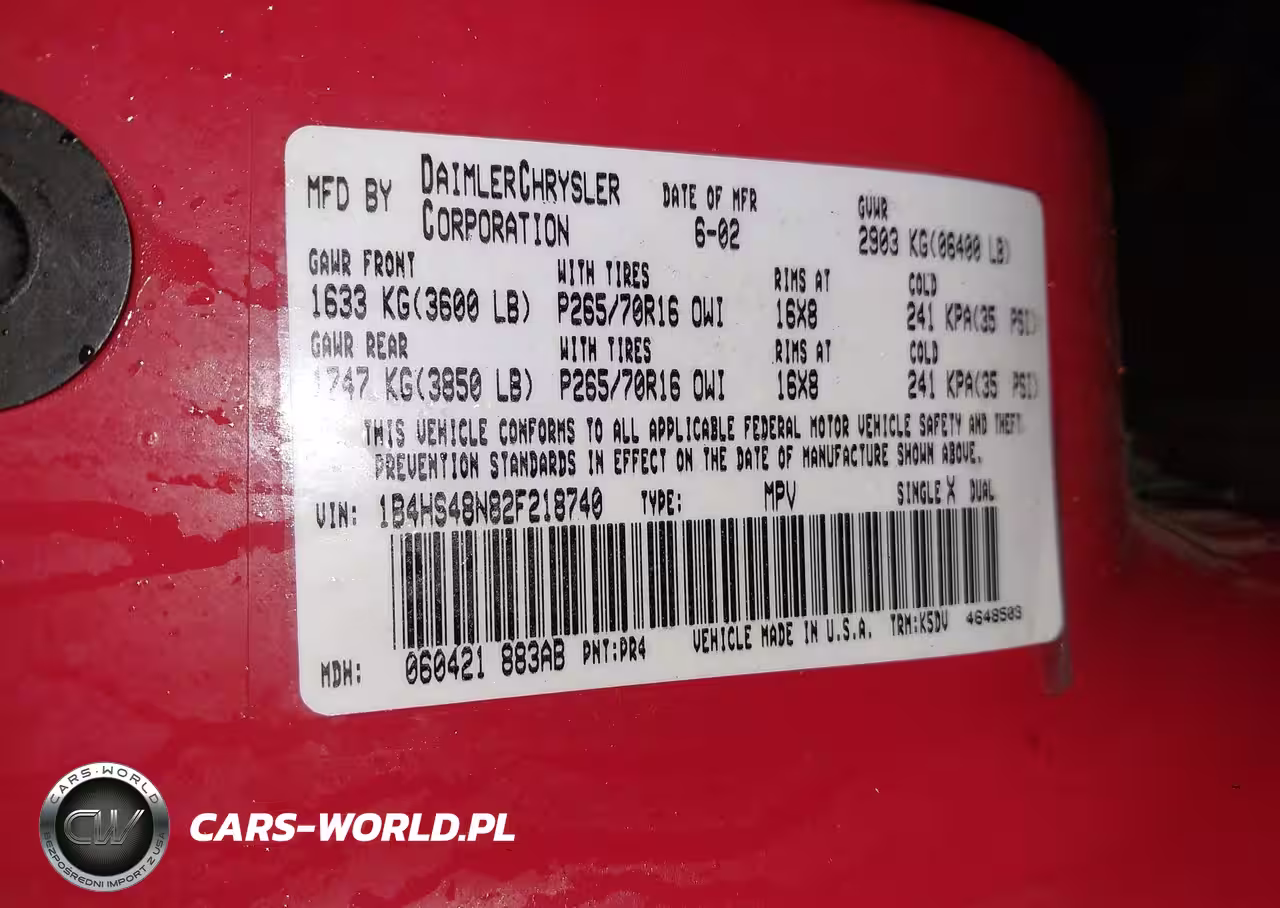 MFD BY DAIMLERCHRYSLER CORPORATION DATE OF MFR 6-02 GVWR 2903 KG(06400 LB)
GAWR FRONT WITH TIRES RIMS AT COLD
1633 KG(3600 LB) P265/70R16 OWI 16X8 241 KPA(35 PSI)
GAWR REAR WITH TIRES RIMS AT COLD
1747 KG(3850 LB) P265/70R16 OWI 16X8 241 KPA(35 PSI)
THIS VEHICLE CONFORMS TO ALL APPLICABLE FEDERAL MOTOR VEHICLE SAFETY AND THEFT
PREVENTION STANDARDS IN EFFECT ON THE DATE OF MANUFACTURE SHOWN ABOVE.
VIN: 1B4HS48N82F218740 TYPE: MPV SINGLE X DUAL
MDH: 060421 883AB PNT:PR4 VEHICLE MADE IN U.S.A. TRM:K5DV 4648503
CARS-WORLD
CW
BEZPOŚREDNI IMPORT Z USA
CARS-WORLD.PL